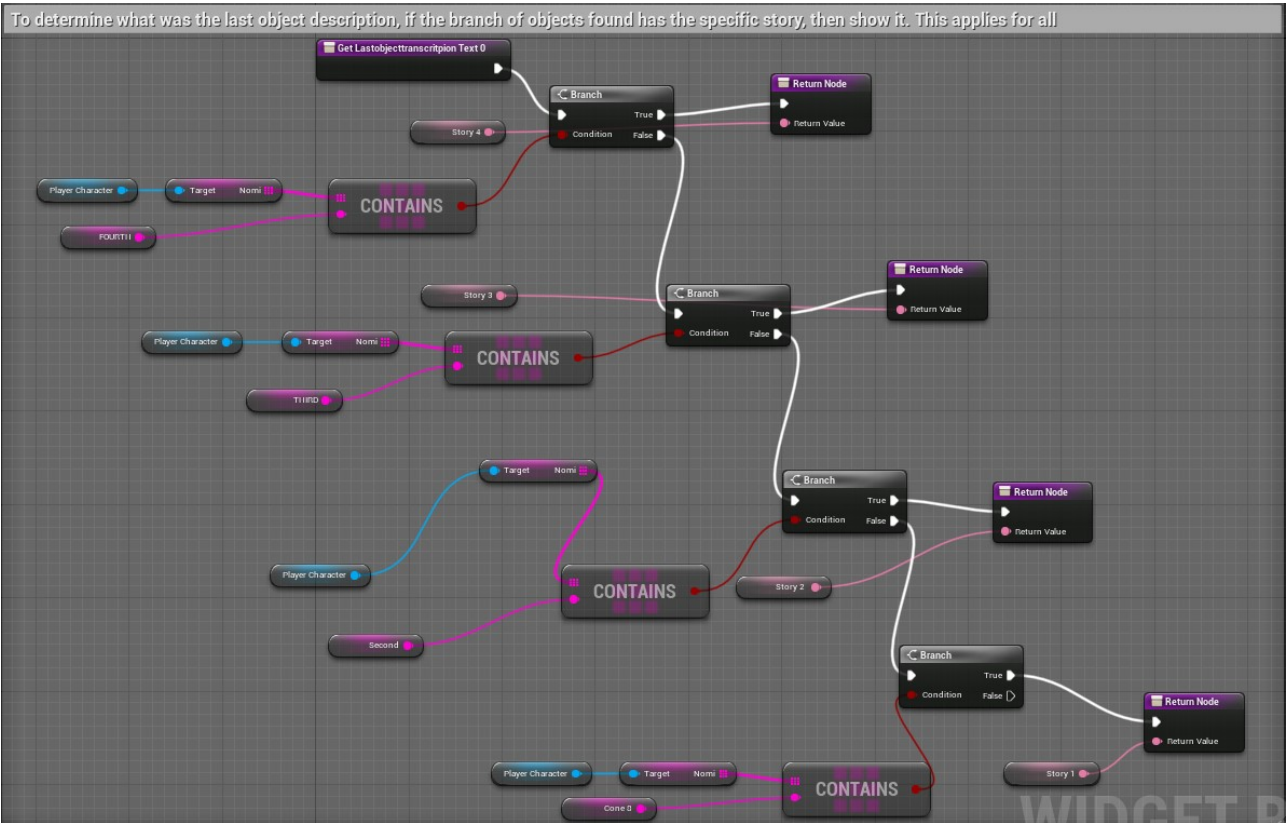 To determine what was the last object description, if the branch of objects found has the specific story, then show it. This applies for all
Get Lastobjecttranscritpion Text 0
Branch
True
Condition
False
Return Node
Return Value
Story 4
Player Character
Target
Nomi
CONTAINS
FOURTH
Story 3
Branch
True
Condition
False
Return Node
Return Value
Player Character
Target
Nomi
CONTAINS
THIRD
Target
Nomi
Branch
True
Condition
False
Return Node
Return Value
Player Character
CONTAINS
Story 2
Second
Branch
True
Condition
False
Return Node
Return Value
Player Character
Target
Nomi
CONTAINS
Story 1
Cone 0
WIDGET